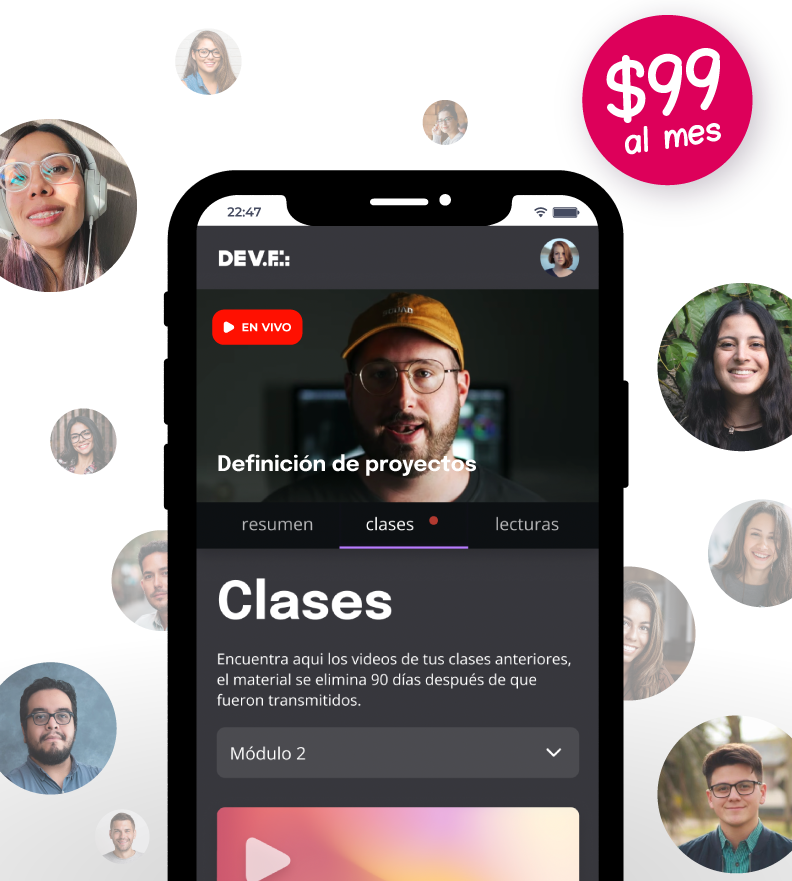 $99
al mes
22:47
DEV.F.:
EN VIVO
Definición de proyectos
resumen clases lecturas
Clases
Encuentra aqui los videos de tus clases anteriores,
el material se elimina 90 días después de que
fueron transmitidos.
Módulo 2